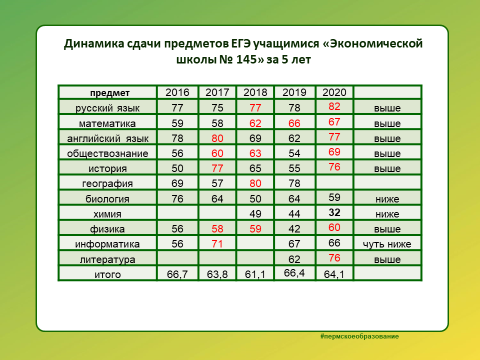 Динамика сдачи предметов ЕГЭ учащимися «Экономической
школы № 145» за 5 лет
предмет 2016 2017 2018 2019 2020
русский язык 77 75 77 78 82 выше
математика 59 58 62 66 67 выше
английский язык 78 80 69 62 77 выше
обществознание 56 60 63 54 69 выше
история 50 77 65 55 76 выше
география 69 57 80 78
биология 76 64 50 64 59 ниже
химия 49 44 32 ниже
физика 56 58 59 42 60 выше
информатика 56 71 67 66 чуть ниже
литература 62 76 выше
итого 66,7 63,8 61,1 66,4 64,1
#пермскоеобразование